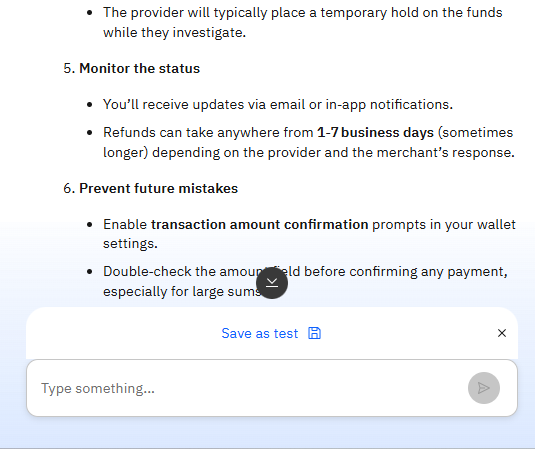 • The provider will typically place a temporary hold on the funds
while they investigate.
5. Monitor the status
• You’ll receive updates via email or in-app notifications.
• Refunds can take anywhere from 1-7 business days (sometimes
longer) depending on the provider and the merchant’s response.
6. Prevent future mistakes
• Enable transaction amount confirmation prompts in your wallet
settings.
• Double-check the amount field before confirming any payment,
especially for large sums
Save as test
Type something...